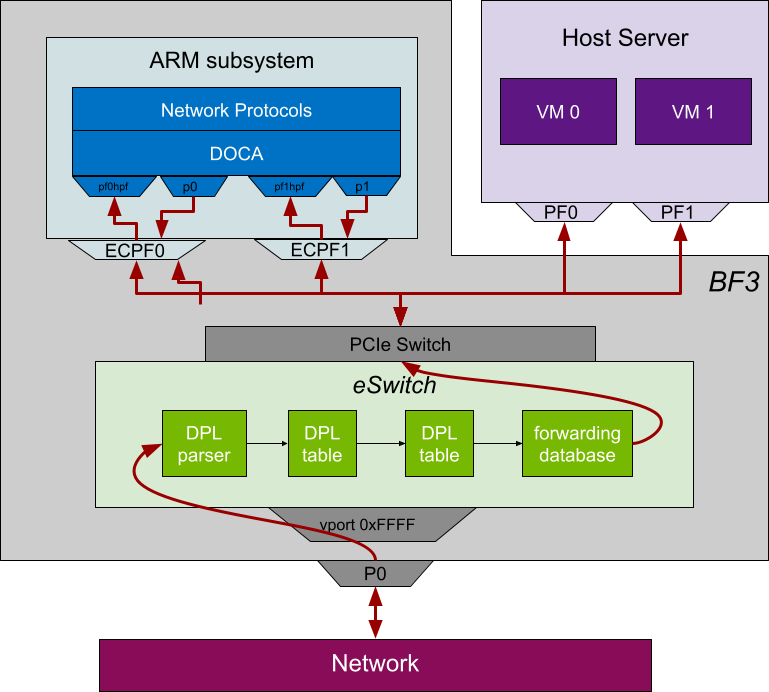 ARM subsystem
Network Protocols
DOCA
pf0hpf
p0
pf1hpf
p1
ECPF0
ECPF1
Host Server
VM 0
VM 1
PF0
PF1
BF3
PCIe Switch
eSwitch
DPL
parser
DPL
table
DPL
table
forwarding
database
vport 0xFFFF
P0
Network